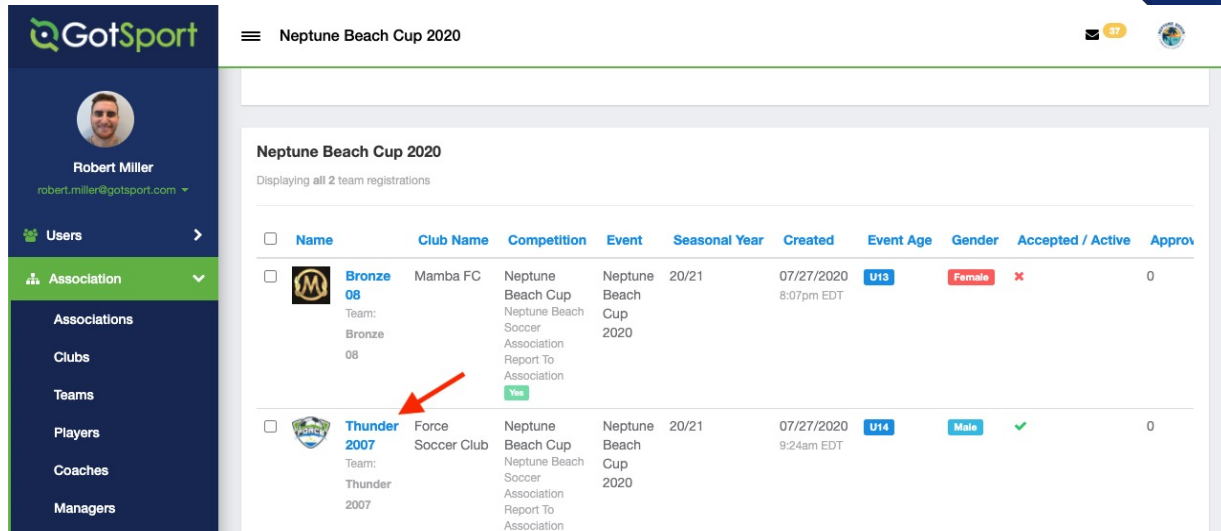 GotSport
Neptune Beach Cup 2020
37
Robert Miller
robert.miller@gotsport.com
Users
Association
Associations
Clubs
Teams
Players
Coaches
Managers
Neptune Beach Cup 2020
Displaying all 2 team registrations
Name Club Name Competition Event Seasonal Year Created Event Age Gender Accepted / Active Approv
M
Bronze
08
Team:
Bronze
08
Mamba FC
Neptune
Beach Cup
Neptune Beach
Soccer
Association
Report To
Association
Yes
Neptune
Beach
Cup
2020
20/21
07/27/2020
8:07pm EDT
U13
Female
0
FORCE
Thunder
2007
Team:
Thunder
2007
Force
Soccer Club
Neptune
Beach Cup
Neptune Beach
Soccer
Association
Report To
Association
Neptune
Beach
Cup
2020
20/21
07/27/2020
9:24am EDT
U14
Male
0